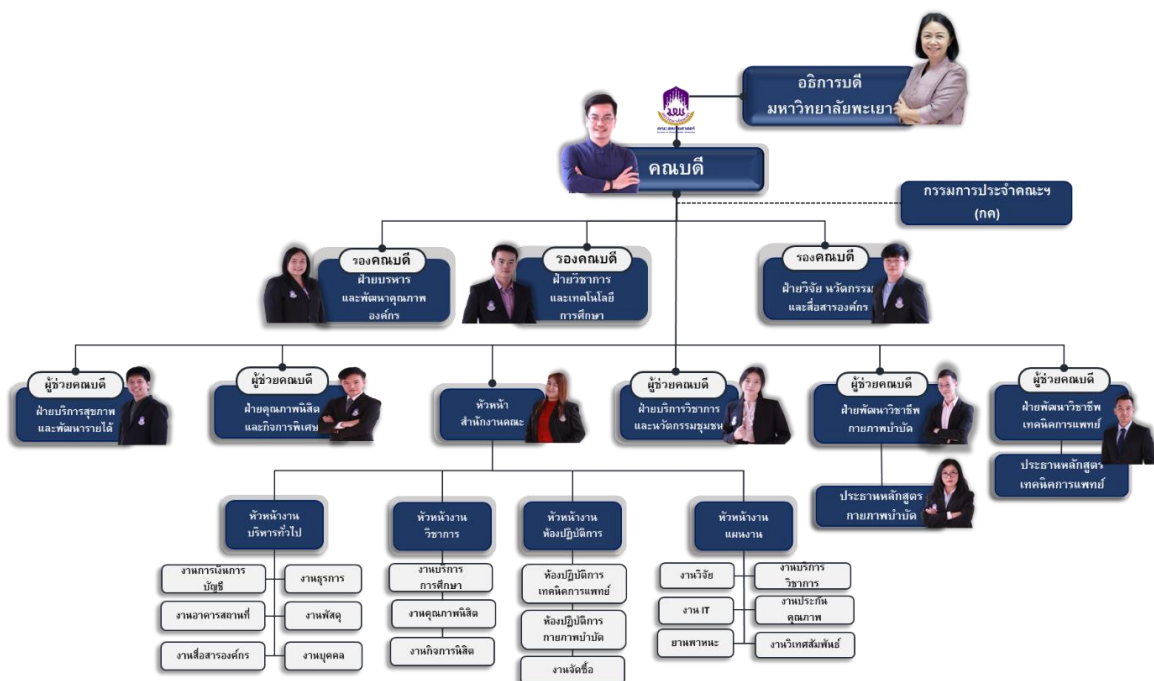 อธิการบดี
มหาวิทยาลัยพะเยา
คณบดี
กรรมการประจำคณะฯ
(กค)
รองคณบดี
ฝ่ายบริหาร
และพัฒนาคุณภาพ
องค์กร
รองคณบดี
ฝ่ายวิชาการ
และเทคโนโลยี
การศึกษา
รองคณบดี
ฝ่ายวิจัย นวัตกรรม
และสื่อสารองค์กร
ผู้ช่วยคณบดี
ฝ่ายบริการสุขภาพ
และพัฒนารายได้
ผู้ช่วยคณบดี
ฝ่ายคุณภาพนิสิต
และกิจการพิเศษ
หัวหน้า
สำนักงานคณะ
ผู้ช่วยคณบดี
ฝ่ายบริการวิชาการ
และนวัตกรรมชุมชน
ผู้ช่วยคณบดี
ฝ่ายพัฒนาวิชาชีพ
กายภาพบำบัด
ผู้ช่วยคณบดี
ฝ่ายพัฒนาวิชาชีพ
เทคนิคการแพทย์
ประธานหลักสูตร
กายภาพบำบัด
ประธานหลักสูตร
เทคนิคการแพทย์
หัวหน้างาน
บริหารทั่วไป
งานการเงินการ
บัญชี
งานธุรการ
งานอาคารสถานที่
งานพัสดุ
งานสื่อสารองค์กร
งานบุคคล
หัวหน้างาน
วิชาการ
งานบริการ
การศึกษา
งานคุณภาพนิสิต
งานกิจการนิสิต
หัวหน้างาน
ห้องปฏิบัติการ
ห้องปฏิบัติการ
เทคนิคการแพทย์
ห้องปฏิบัติการ
กายภาพบำบัด
งานจัดซื้อ
หัวหน้างาน
แผนงาน
งานวิจัย
งานบริการ
วิชาการ
งาน IT
งานประกัน
คุณภาพ
ยานพาหนะ
งานวิเทศสัมพันธ์